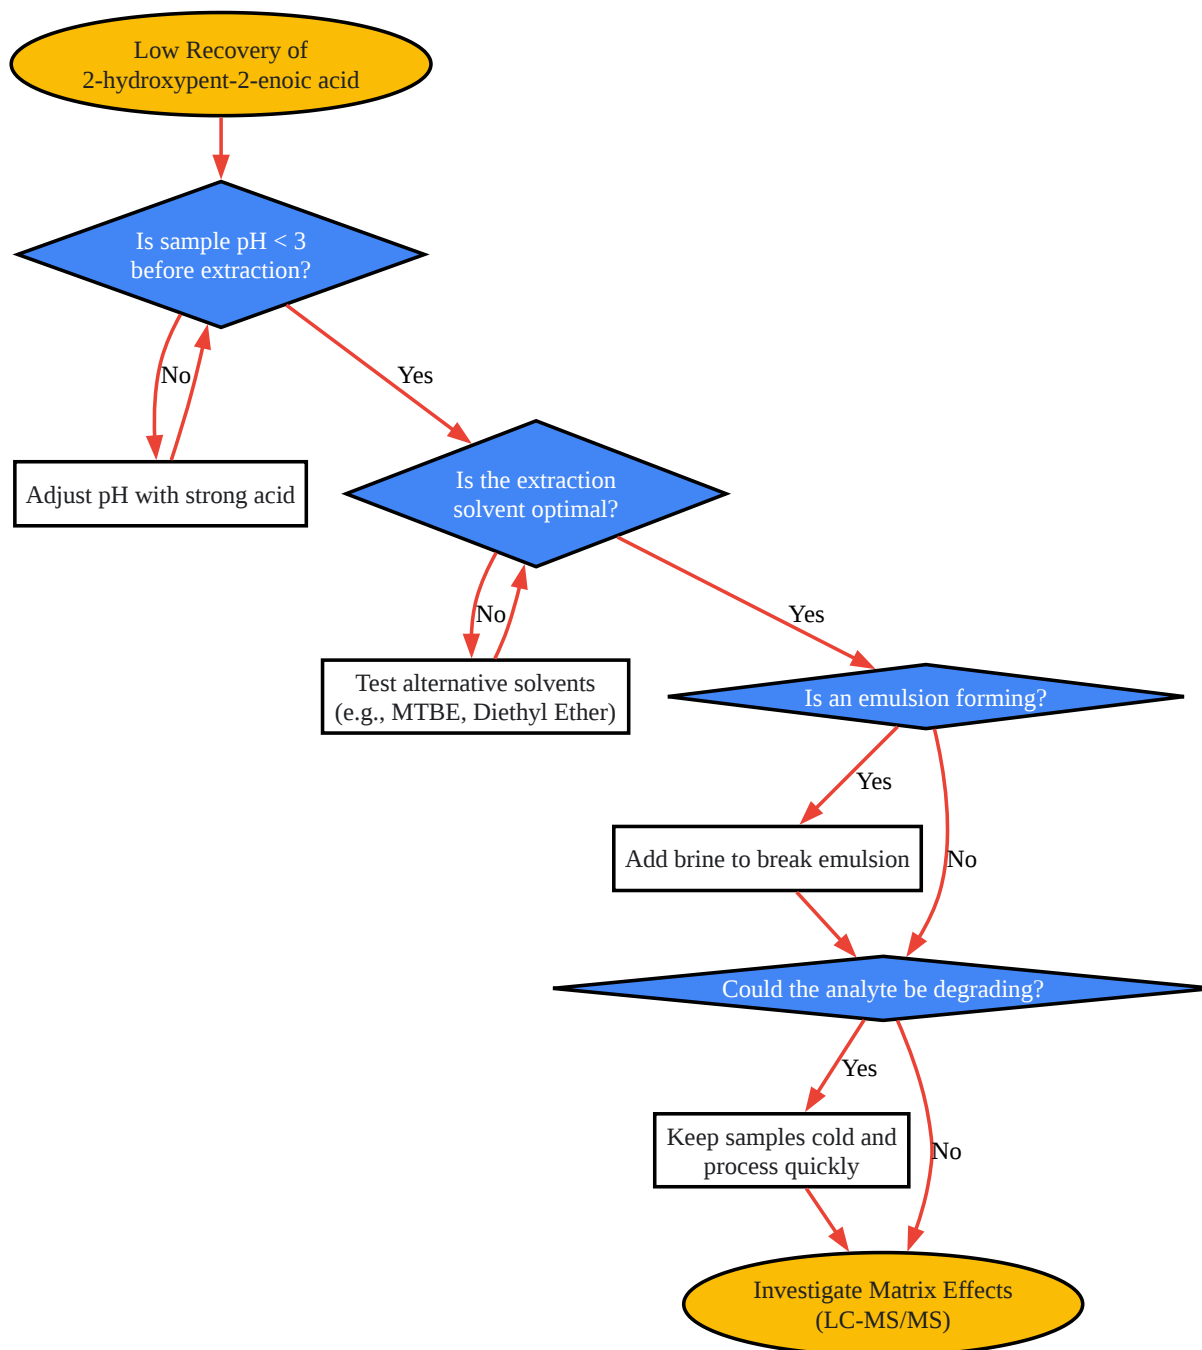 Low Recovery of
2-hydroxypent-2-enoic acid
Is sample pH < 3
before extraction?
No
Yes
Adjust pH with strong acid
Is the extraction
solvent optimal?
No
Yes
Test alternative solvents
(e.g., MTBE, Diethyl Ether)
Is an emulsion forming?
Yes
Add brine to break emulsion
No
Could the analyte be degrading?
Yes
Keep samples cold and
process quickly
No
Investigate Matrix Effects
(LC-MS/MS)